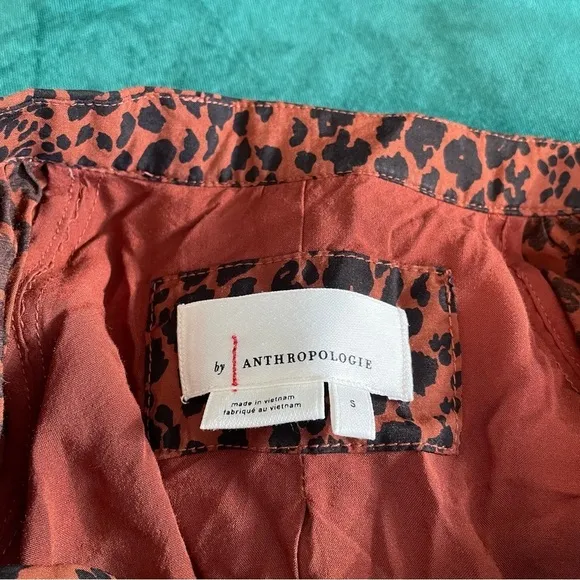 by ANTHROPOLOGIE
made in vietnam
fabriqué au vietnam
S